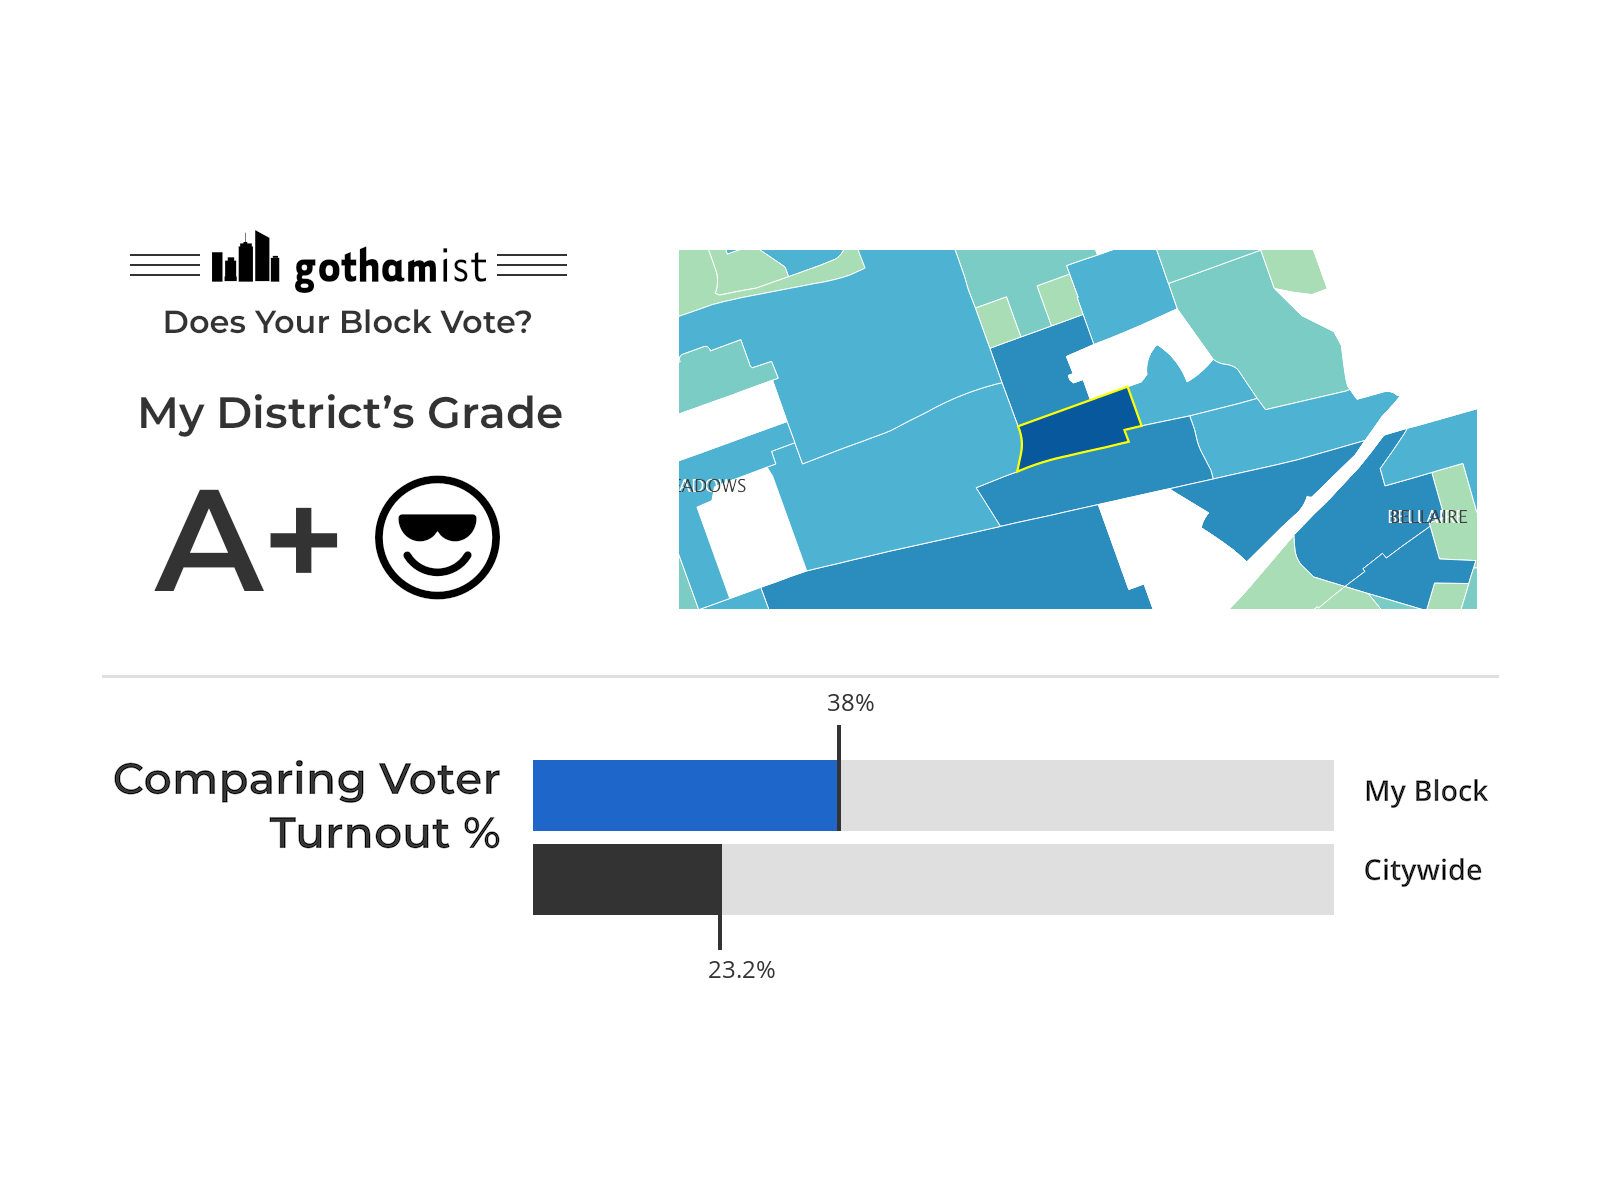 gothamist
Does Your Block Vote?
My District’s Grade
A+
ADOWS
BELLAIRE
38%
Comparing Voter
Turnout %
My Block
Citywide
23.2%